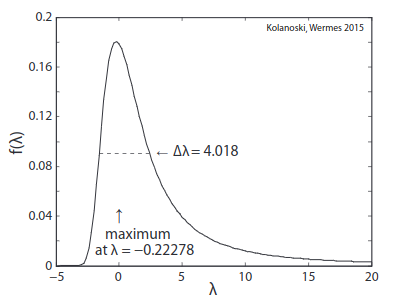 Kolanoski, Wermes 2015
0.2
0.16
0.12
0.08
0.04
0
f(λ)
← Δλ = 4.018
↑
maximum
at λ = −0.22278
−5 0 5 10 15 20
λ